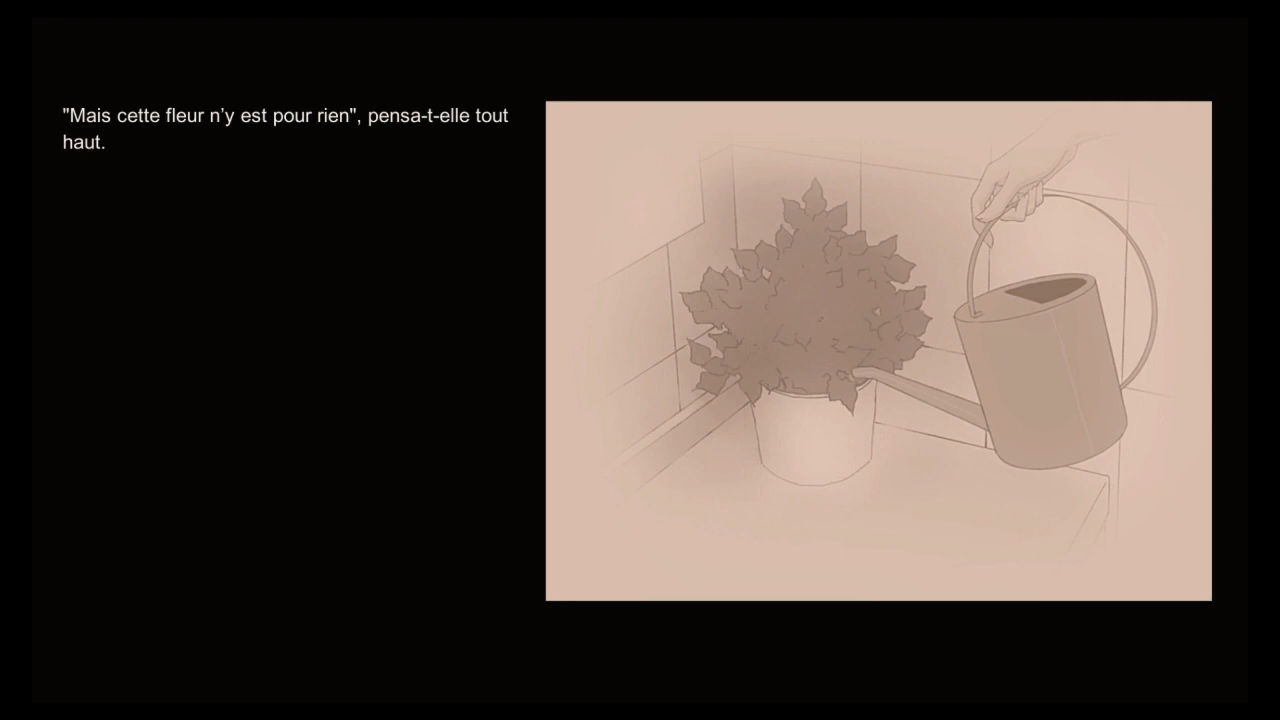 "Mais cette fleur n’y est pour rien", pensa-t-elle tout
haut.